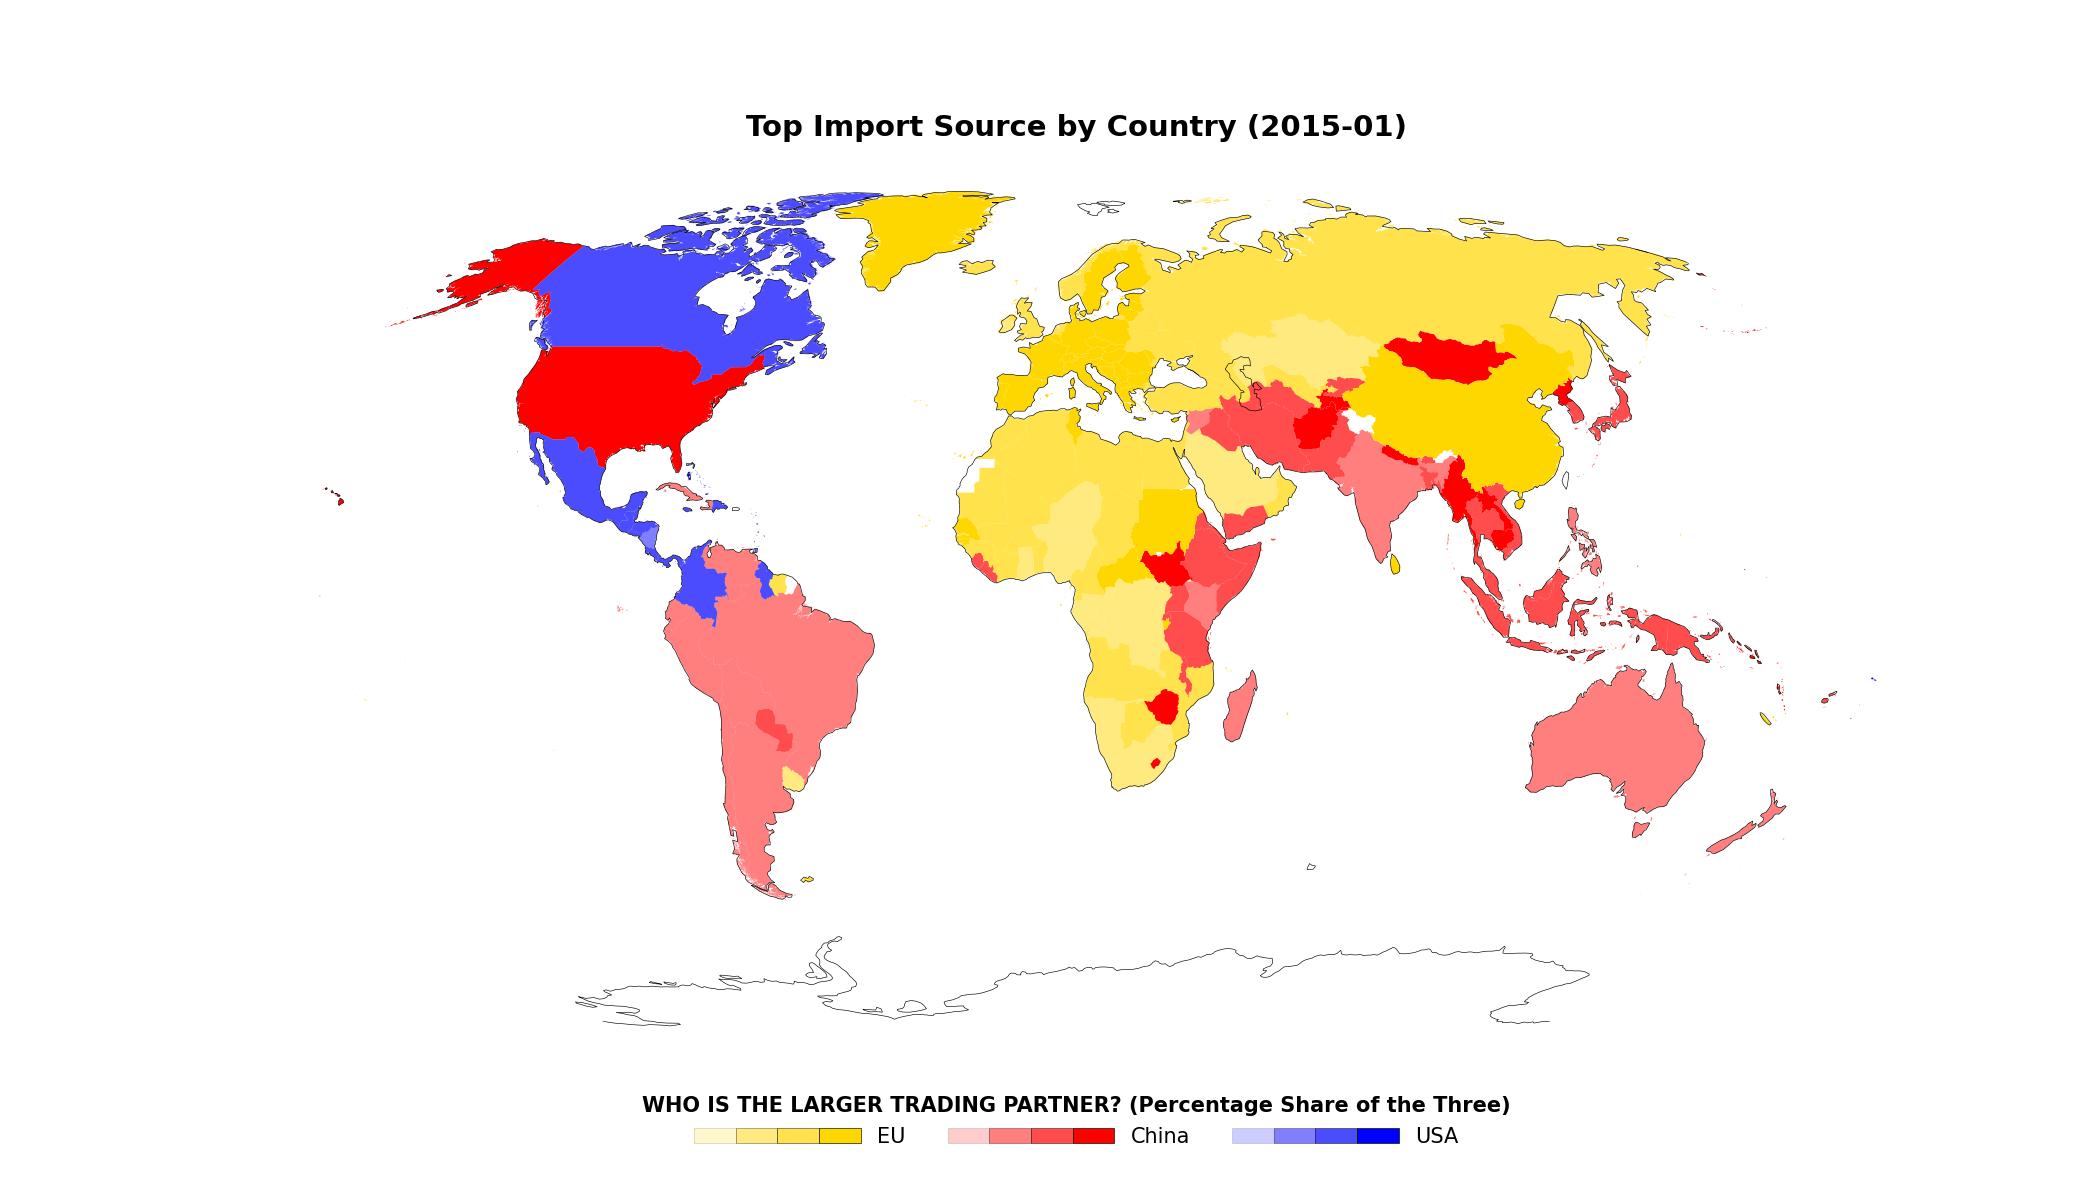 Top Import Source by Country (2015-01)
WHO IS THE LARGER TRADING PARTNER? (Percentage Share of the Three)
EU China USA